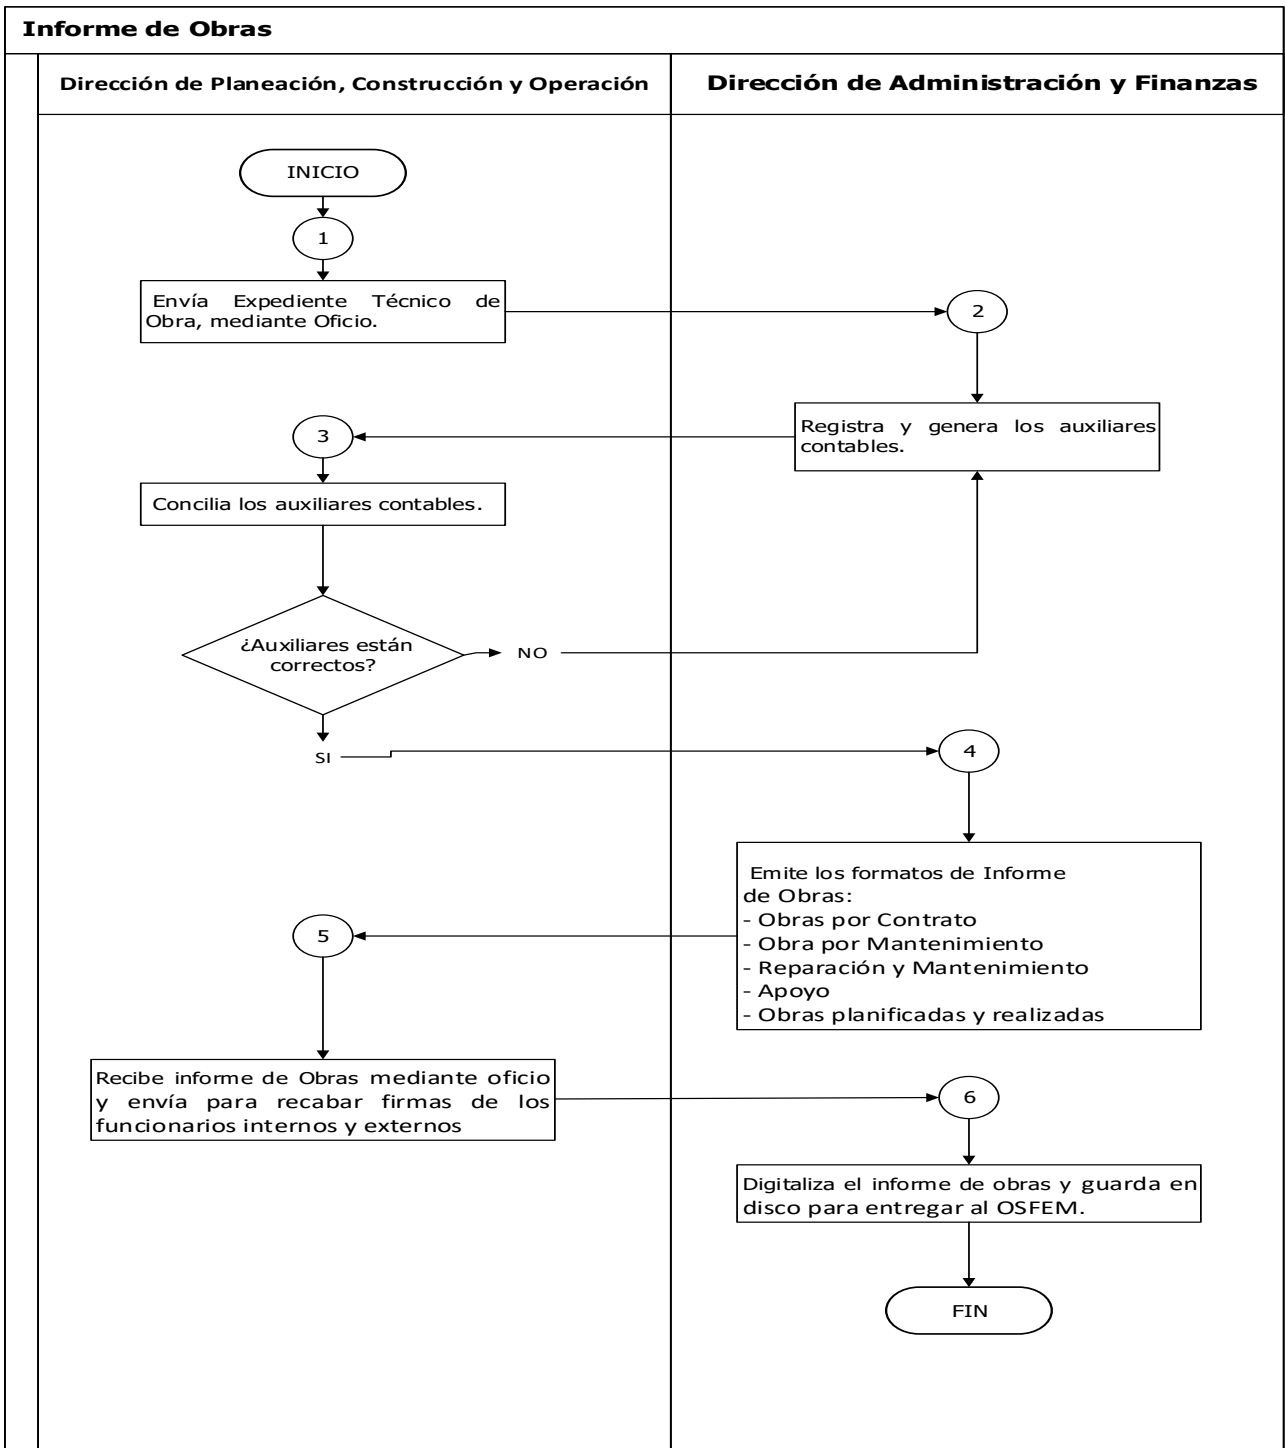 Informe de Obras
Dirección de Planeación, Construcción y Operación
Dirección de Administración y Finanzas
INICIO
1
Envía Expediente Técnico de
Obra, mediante Oficio.
2
Registra y genera los auxiliares
contables.
3
Concilia los auxiliares contables.
¿Auxiliares están
correctos?
NO
SI
4
Emite los formatos de Informe
de Obras:
- Obras por Contrato
- Obra por Mantenimiento
- Reparación y Mantenimiento
- Apoyo
- Obras planificadas y realizadas
5
Recibe informe de Obras mediante oficio
y envía para recabar firmas de los
funcionarios internos y externos
6
Digitaliza el informe de obras y guarda en
disco para entregar al OSFEM.
FIN